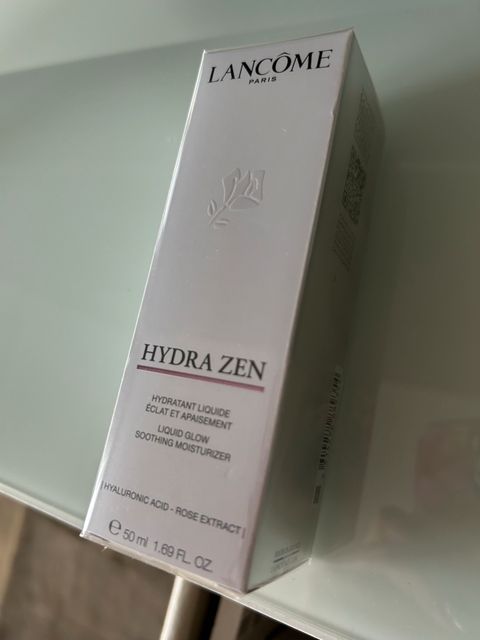 LANCÔME
PARIS
HYDRA ZEN
HYDRATANT LIQUIDE
ÉCLAT ET APAISEMENT
LIQUID GLOW
SOOTHING MOISTURIZER
| HYALURONIC ACID - ROSE EXTRACT |
℮ 50 ml 1.69 FL. OZ.